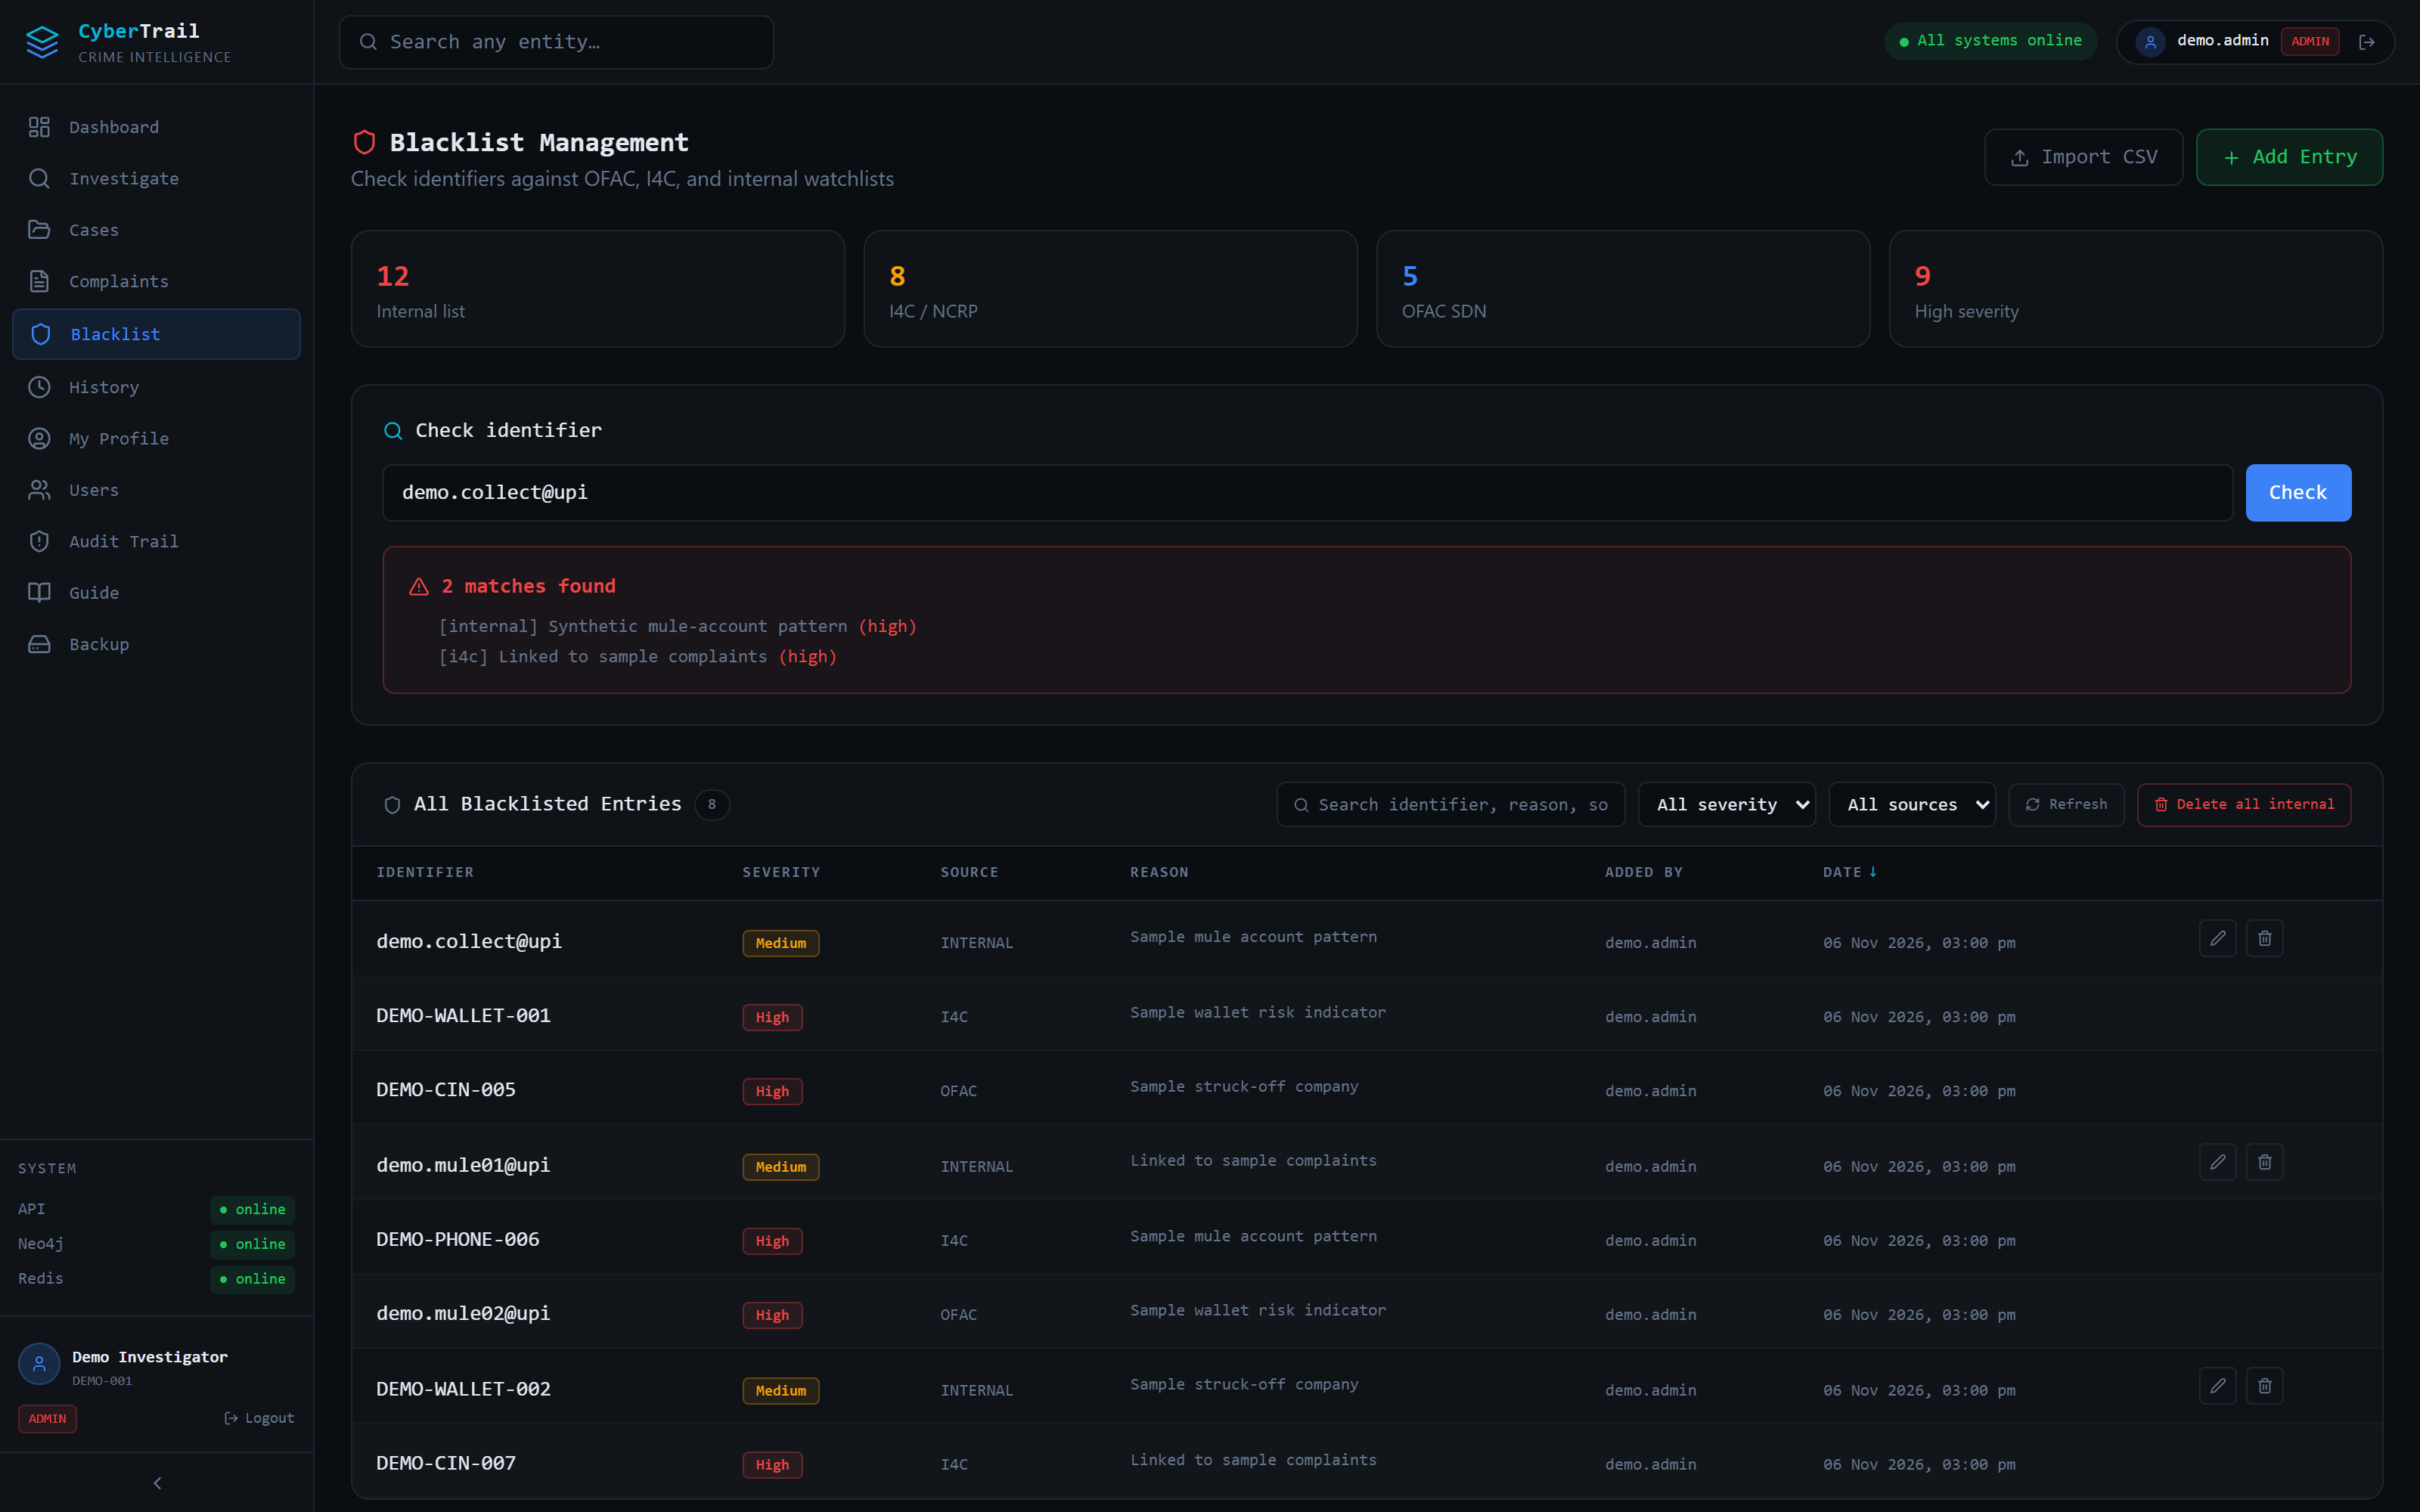 CyberTrail
CRIME INTELLIGENCE
Search any entity…
All systems online
demo.admin ADMIN
Dashboard
Investigate
Cases
Complaints
Blacklist
History
My Profile
Users
Audit Trail
Guide
Backup
SYSTEM
API online
Neo4j online
Redis online
Demo Investigator
DEMO-001
ADMIN Logout
Blacklist Management
Check identifiers against OFAC, I4C, and internal watchlists
Import CSV
+ Add Entry
12
Internal list
8
I4C / NCRP
5
OFAC SDN
9
High severity
Check identifier
demo.collect@upi
Check
2 matches found
[internal] Synthetic mule-account pattern (high)
[i4c] Linked to sample complaints (high)
All Blacklisted Entries 8
Search identifier, reason, so
All severity
All sources
Refresh
Delete all internal
IDENTIFIER SEVERITY SOURCE REASON ADDED BY DATE ↓
demo.collect@upi Medium INTERNAL Sample mule account pattern demo.admin 06 Nov 2026, 03:00 pm
DEMO-WALLET-001 High I4C Sample wallet risk indicator demo.admin 06 Nov 2026, 03:00 pm
DEMO-CIN-005 High OFAC Sample struck-off company demo.admin 06 Nov 2026, 03:00 pm
demo.mule01@upi Medium INTERNAL Linked to sample complaints demo.admin 06 Nov 2026, 03:00 pm
DEMO-PHONE-006 High I4C Sample mule account pattern demo.admin 06 Nov 2026, 03:00 pm
demo.mule02@upi High OFAC Sample wallet risk indicator demo.admin 06 Nov 2026, 03:00 pm
DEMO-WALLET-002 Medium INTERNAL Sample struck-off company demo.admin 06 Nov 2026, 03:00 pm
DEMO-CIN-007 High I4C Linked to sample complaints demo.admin 06 Nov 2026, 03:00 pm